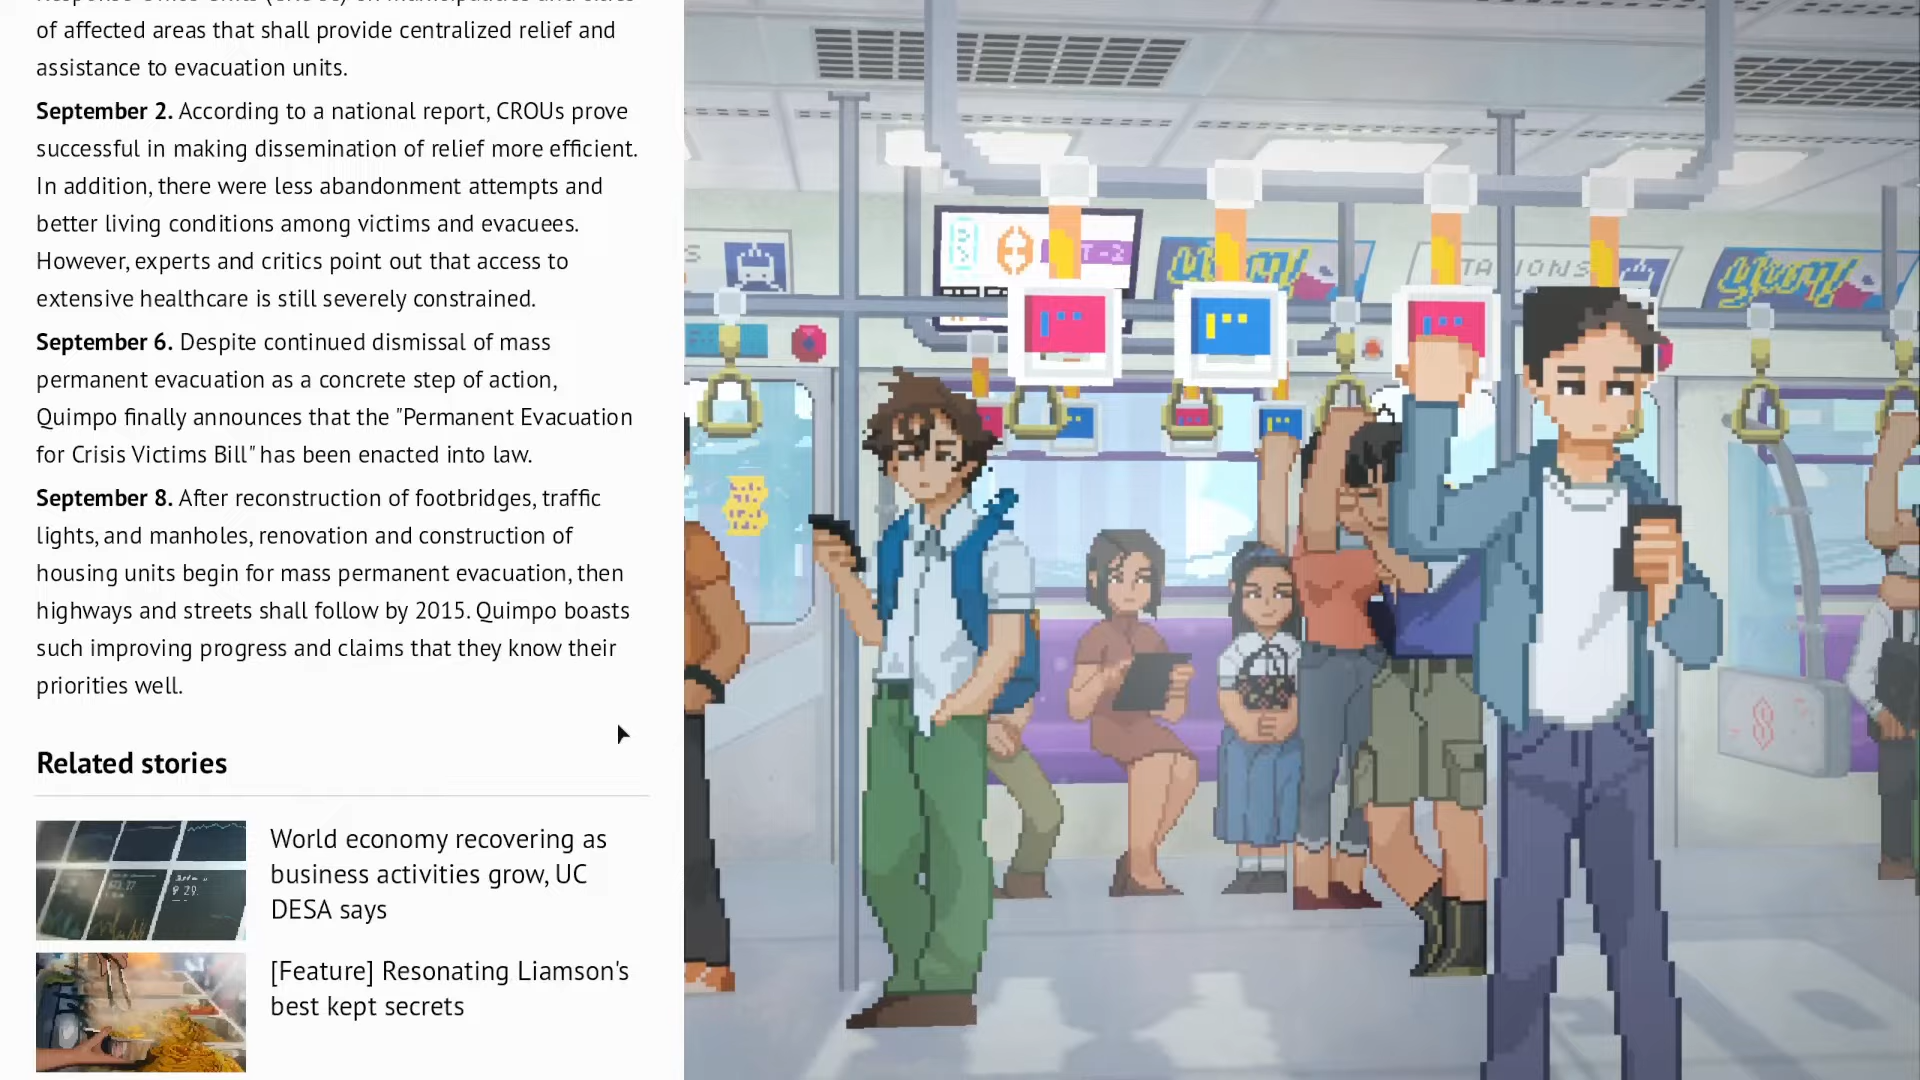 of affected areas that shall provide centralized relief and
assistance to evacuation units.
September 2. According to a national report, CROUs prove
successful in making dissemination of relief more efficient.
In addition, there were less abandonment attempts and
better living conditions among victims and evacuees.
However, experts and critics point out that access to
extensive healthcare is still severely constrained.
September 6. Despite continued dismissal of mass
permanent evacuation as a concrete step of action,
Quimpo finally announces that the "Permanent Evacuation
for Crisis Victims Bill" has been enacted into law.
September 8. After reconstruction of footbridges, traffic
lights, and manholes, renovation and construction of
housing units begin for mass permanent evacuation, then
highways and streets shall follow by 2015. Quimpo boasts
such improving progress and claims that they know their
priorities well.
Related stories
World economy recovering as
business activities grow, UC
DESA says
[Feature] Resonating Liamson's
best kept secrets
yum!
yum!